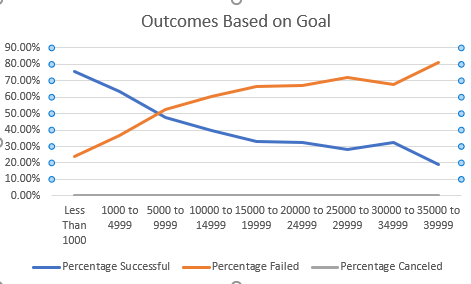 Outcomes Based on Goal
90.00%
80.00%
70.00%
60.00%
50.00%
40.00%
30.00%
20.00%
10.00%
0.00%
Less 1000 to 5000 to 10000 to 15000 to 20000 to 25000 to 30000 to 35000 to
Than 4999 9999 14999 19999 24999 29999 34999 39999
1000
Percentage Successful Percentage Failed Percentage Canceled